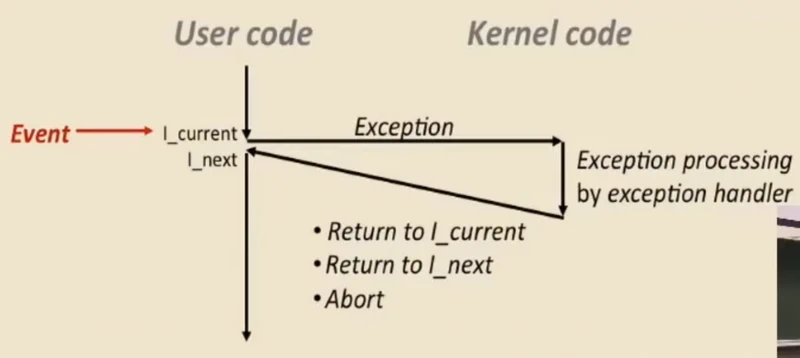 User code
Kernel code
Event
I_current
Exception
I_next
Exception processing
by exception handler
• Return to I_current
• Return to I_next
• Abort